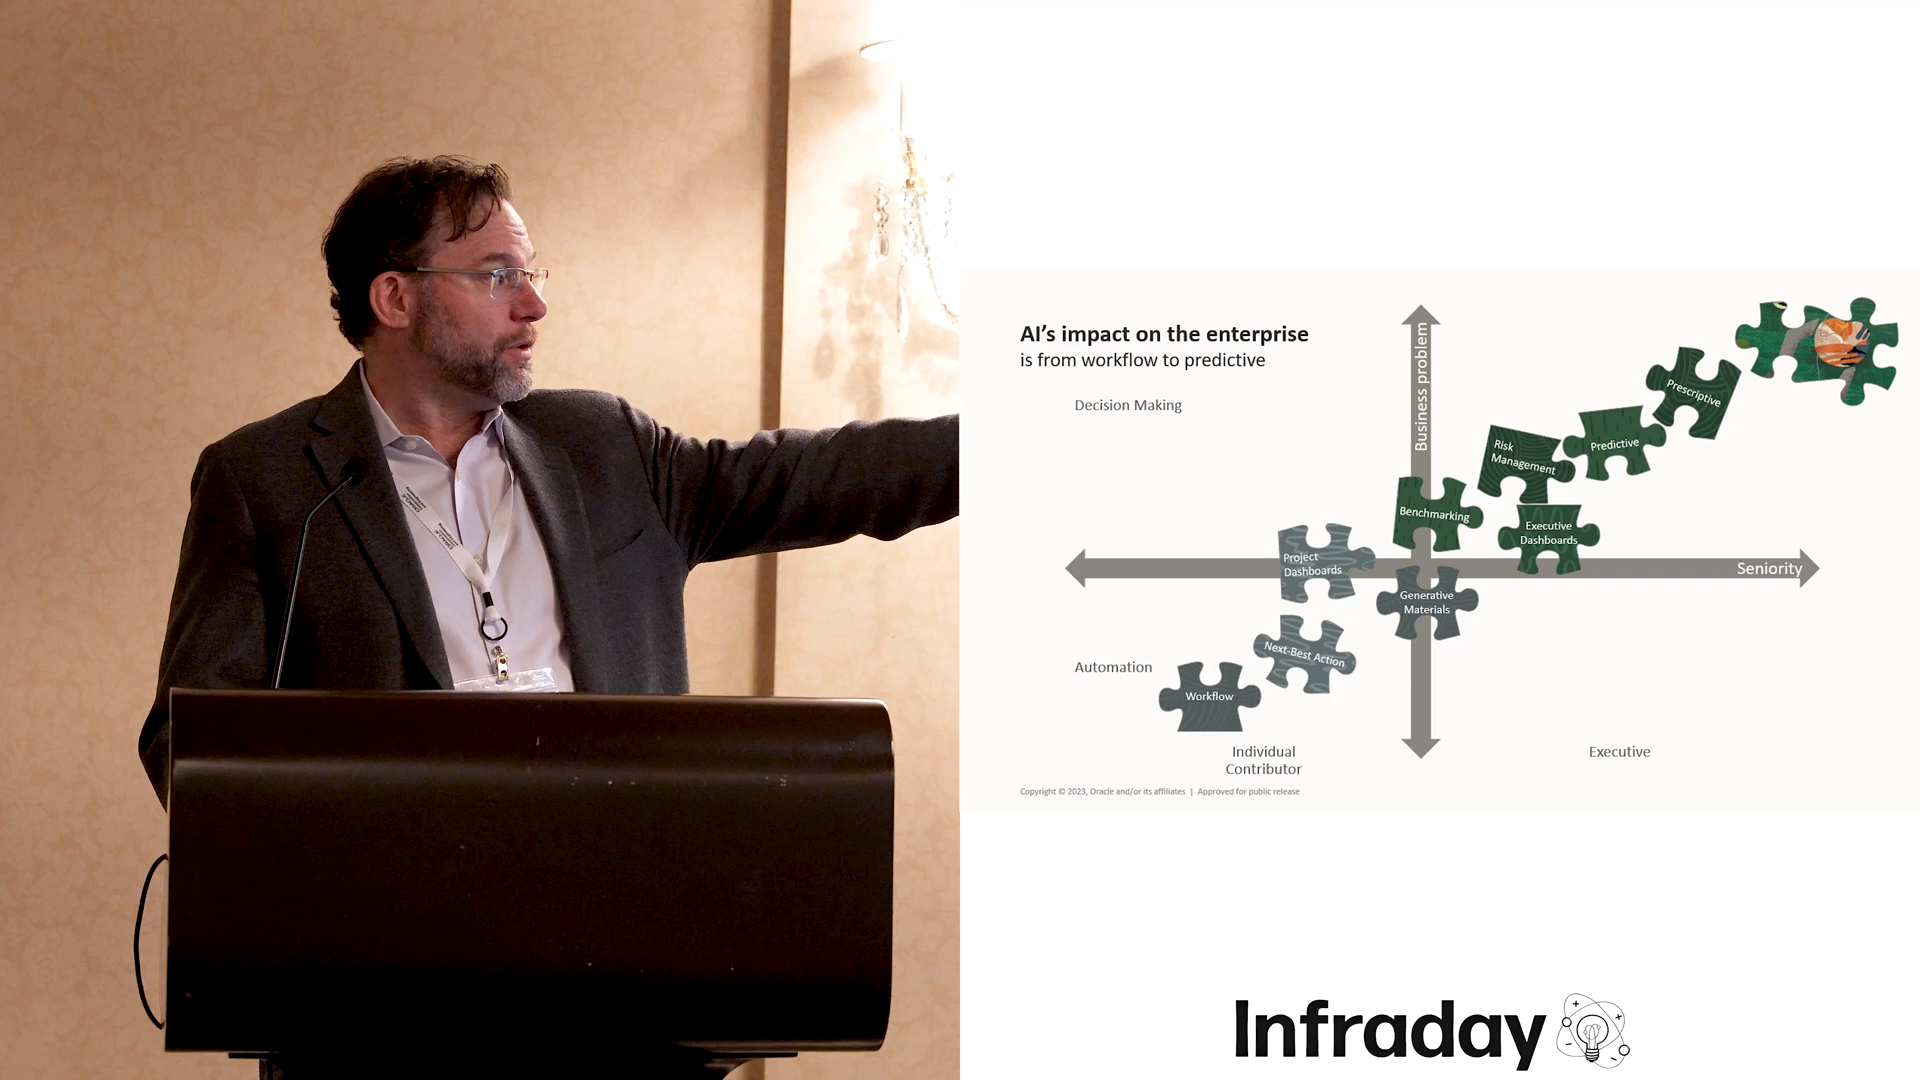 AI’s impact on the enterprise
is from workflow to predictive
Decision Making
Business problem
Prescriptive
Predictive
Risk
Management
Benchmarking
Executive
Dashboards
Project
Dashboards
Seniority
Generative
Materials
Next-Best Action
Automation
Workflow
Individual
Contributor
Executive
Copyright © 2023, Oracle and/or its affiliates | Approved for public release
Infraday